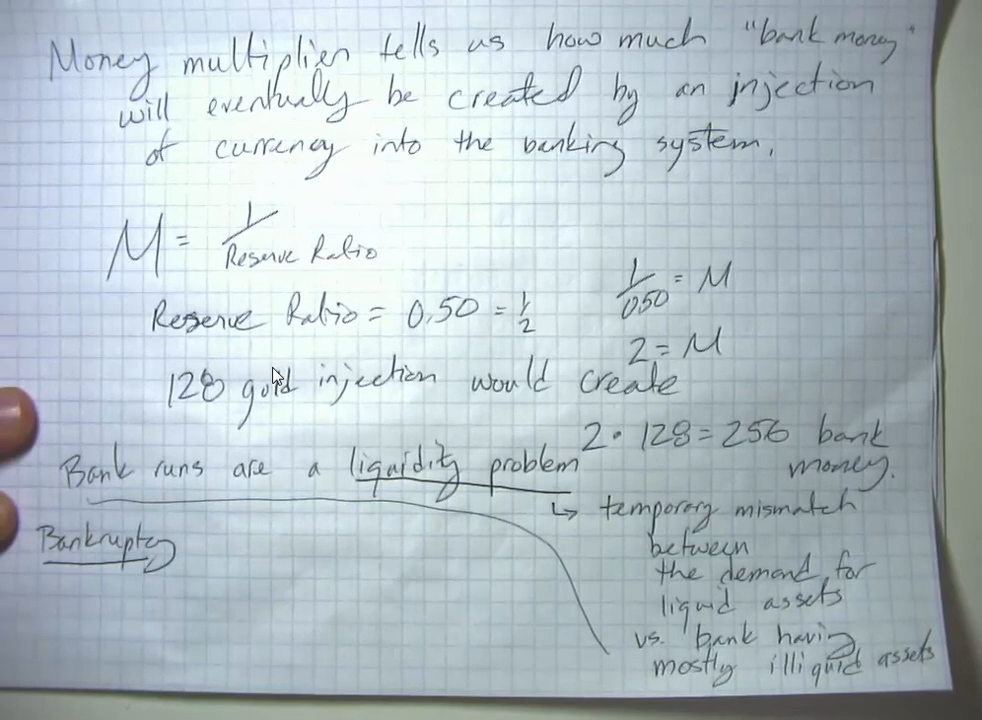 Money multiplier tells us how much "bank money"
will eventually be created by an injection
of currency into the banking system.
M = 1/Reserve Ratio
Reserve Ratio = 0.50 = 1/2
1/0.50 = M
2 = M
128 gold injection would create
2 · 128 = 256 bank
money.
Bank runs are a liquidity problem
↳ temporary mismatch
between
the demand for
liquid assets
vs. bank having
mostly illiquid assets
Bankruptcy